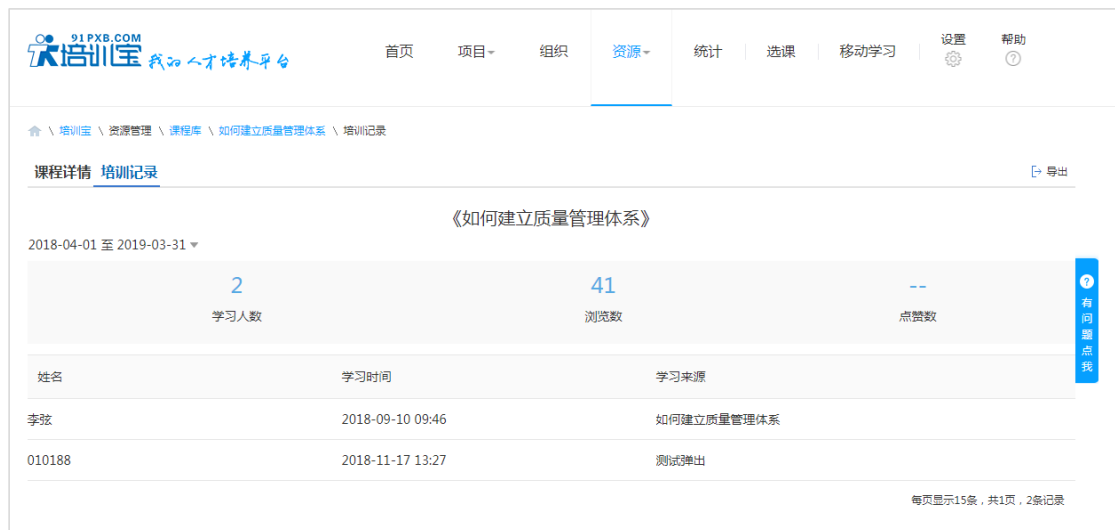 91PXB.COM
培训宝 我的人才培养平台
首页 项目 组织 资源 统计 选课 移动学习 设置 帮助
\ 培训宝 \ 资源管理 \ 课程库 \ 如何建立质量管理体系 \ 培训记录
课程详情 培训记录 导出
《如何建立质量管理体系》
2018-04-01 至 2019-03-31
2 41 --
学习人数 浏览数 点赞数
有问题点我
姓名 学习时间 学习来源
李弦 2018-09-10 09:46 如何建立质量管理体系
010188 2018-11-17 13:27 测试弹出
每页显示15条，共1页，2条记录